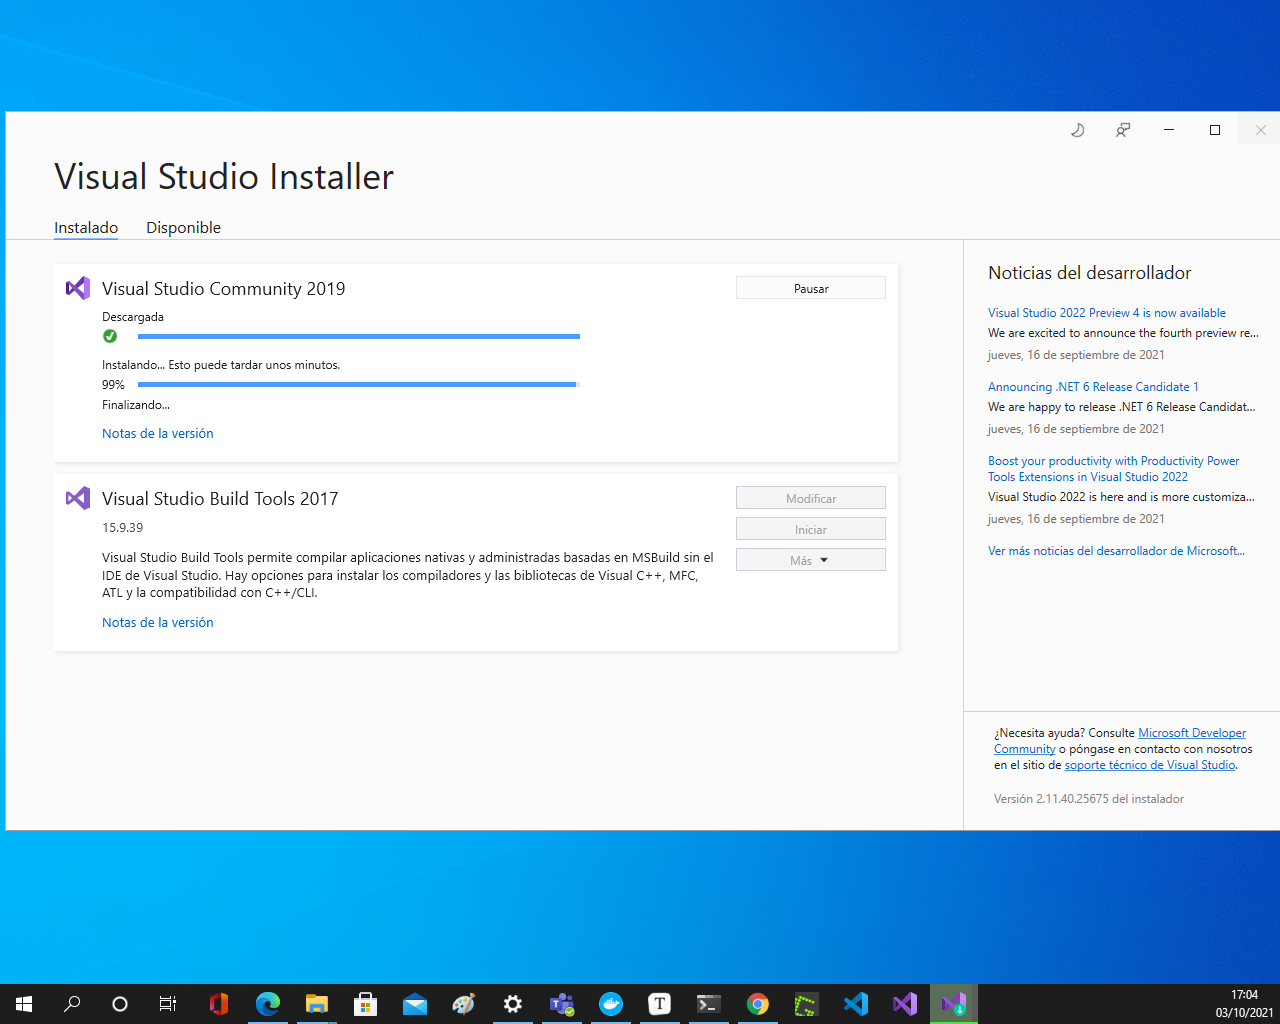 Visual Studio Installer
Instalado
Disponible
Visual Studio Community 2019
Pausar
Descargada
Instalando... Esto puede tardar unos minutos.
99%
Finalizando...
Notas de la versión
Visual Studio Build Tools 2017
Modificar
15.9.39
Iniciar
Visual Studio Build Tools permite compilar aplicaciones nativas y administradas basadas en MSBuild sin el
IDE de Visual Studio. Hay opciones para instalar los compiladores y las bibliotecas de Visual C++, MFC,
ATL y la compatibilidad con C++/CLI.
Más
Notas de la versión
Noticias del desarrollador
Visual Studio 2022 Preview 4 is now available
We are excited to announce the fourth preview re...
jueves, 16 de septiembre de 2021
Announcing .NET 6 Release Candidate 1
We are happy to release .NET 6 Release Candidat...
jueves, 16 de septiembre de 2021
Boost your productivity with Productivity Power
Tools Extensions in Visual Studio 2022
Visual Studio 2022 is here and is more customiza...
jueves, 16 de septiembre de 2021
Ver más noticias del desarrollador de Microsoft...
¿Necesita ayuda? Consulte Microsoft Developer
Community o póngase en contacto con nosotros
en el sitio de soporte técnico de Visual Studio.
Versión 2.11.40.25675 del instalador
17:04
03/10/2021